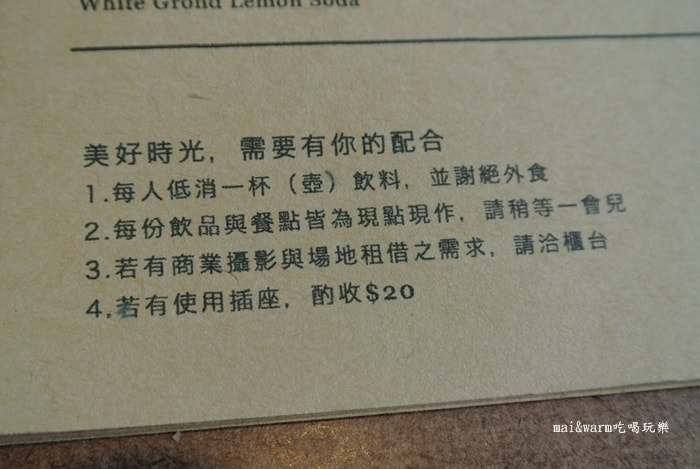 White Grond Lemon Soda
美好時光，需要有你的配合
1.每人低消一杯（壺）飲料，並謝絕外食
2.每份飲品與餐點皆為現點現作，請稍等一會兒
3.若有商業攝影與場地租借之需求，請洽櫃台
4.若有使用插座，酌收$20
mai&warm吃喝玩樂